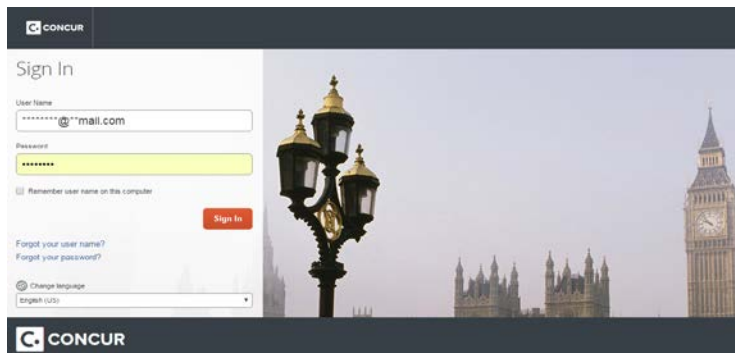 C. CONCUR
Sign In
User Name
********@**mail.com
Password
••••••••
Remember user name on this computer
Sign In
Forgot your user name?
Forgot your password?
Change language
English (US)
C. CONCUR